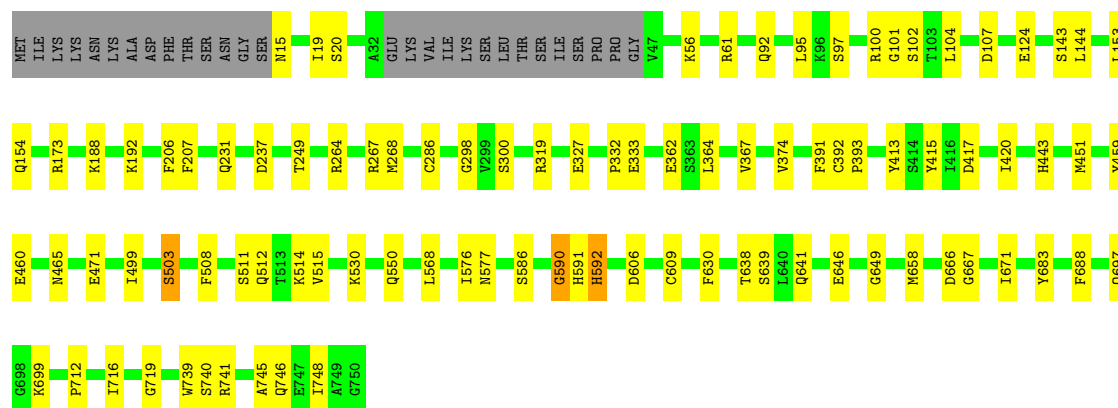 MET ILE LYS LYS ASN LYS ALA ASP PHE THR SER ASN GLY SER N15 I19 S20 A32 GLU LYS VAL ILE LYS SER LEU THR SER ILE SER PRO PRO GLY V47 K56 R61 Q92 L95 K96 S97 R100 G101 S102 T103 L104 D107 E124 S143 L144 L153
Q154 R173 K188 K192 F206 F207 Q231 D237 T249 R264 R267 M268 C286 G298 V299 S300 R319 E327 P332 E333 E362 S363 L364 V367 V374 F391 C392 P393 Y413 S414 Y415 I416 D417 I420 H443 M451 Y459
E460 N465 E471 I499 S503 F508 S511 Q512 T513 K514 V515 K530 Q550 L568 I576 N577 S586 G590 H591 H592 D606 C609 F630 T638 S639 L640 Q641 E646 G649 M658 D666 G667 I671 Y683 F688 Q697
G698 K699 P712 I716 G719 W739 S740 R741 A745 Q746 E747 I748 A749 G750